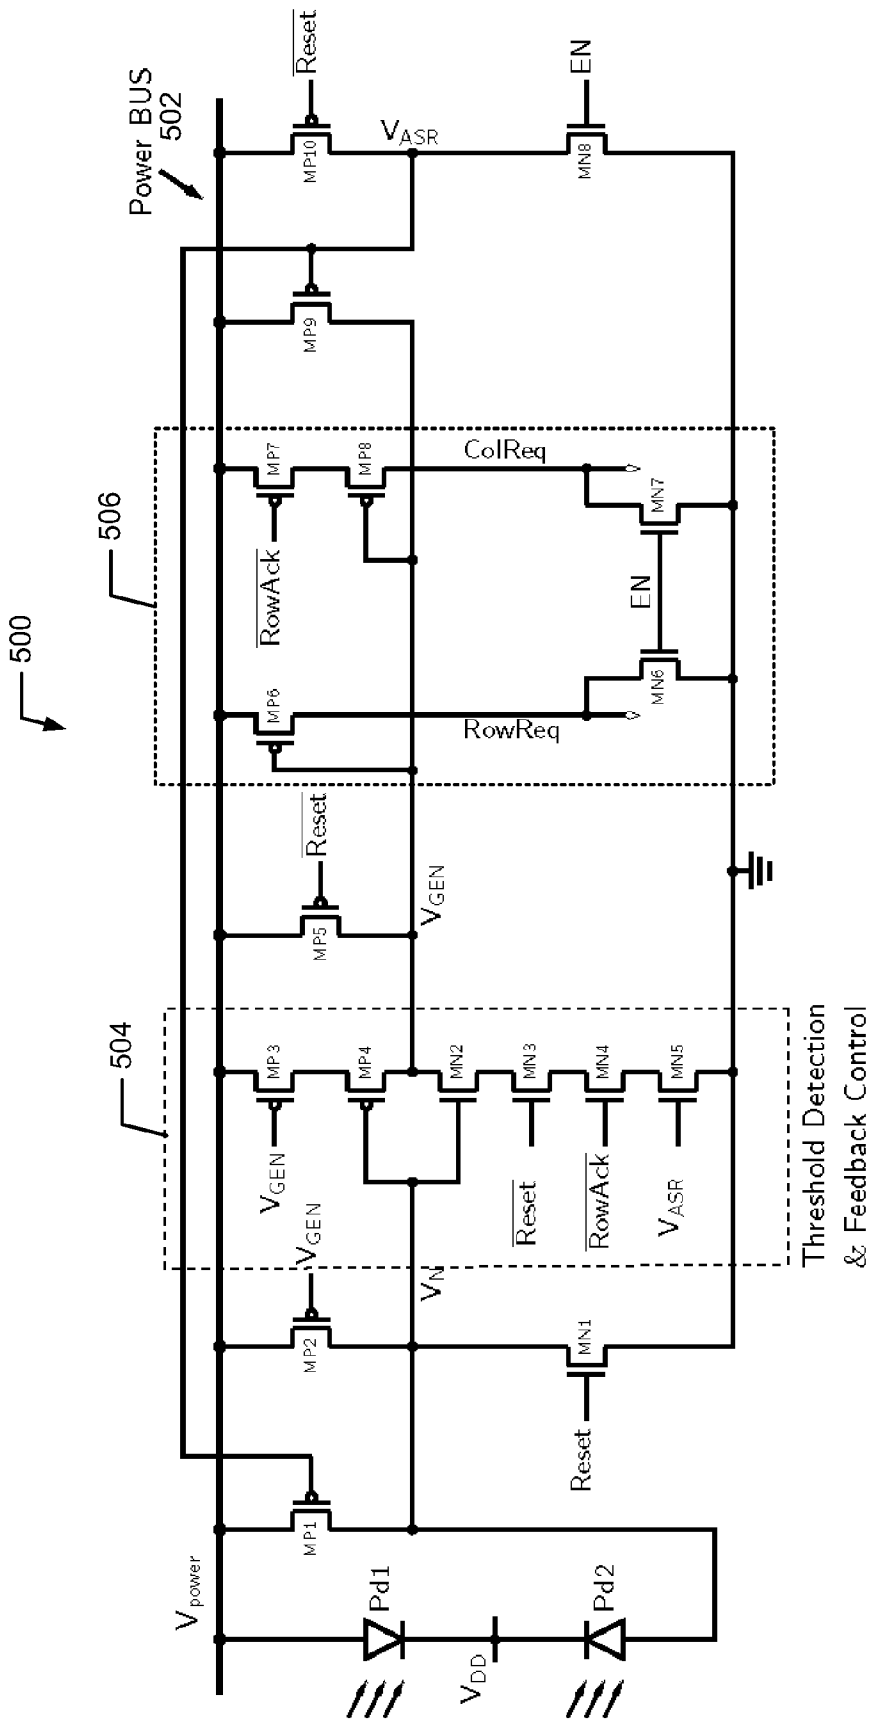 500
Power BUS
502
504
506
V_power
Pd1
V_DD
Pd2
MP1
Reset
MN1
MP2
V_GEN
V_N
V_GEN
MP3
MP4
MN2
Reset
MN3
RowAck
MN4
V_ASR
MN5
Threshold Detection
& Feedback Control
MP5
Reset
V_GEN
MP6
RowReq
MN6
EN
MN7
RowAck
MP7
MP8
ColReq
MP9
MP10
Reset
V_ASR
MN8
EN